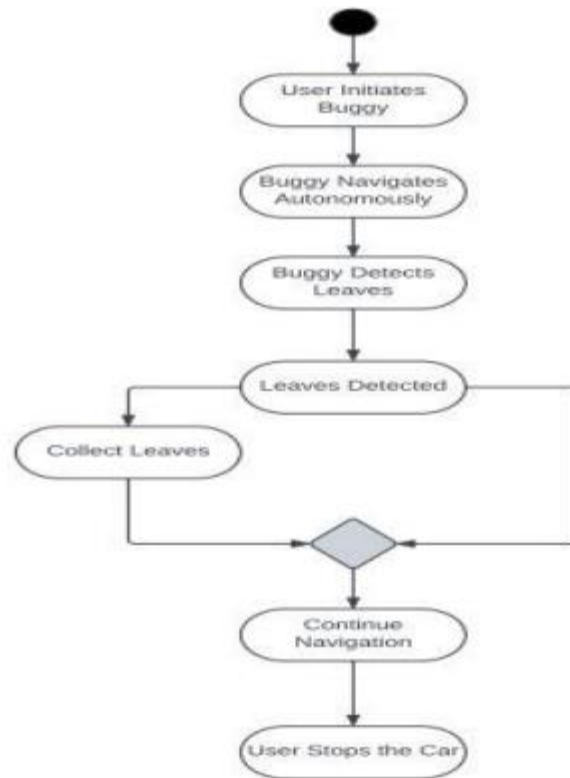 User Initiates
Buggy
Buggy Navigates
Autonomously
Buggy Detects
Leaves
Leaves Detected
Collect Leaves
Continue
Navigation
User Stops the Car